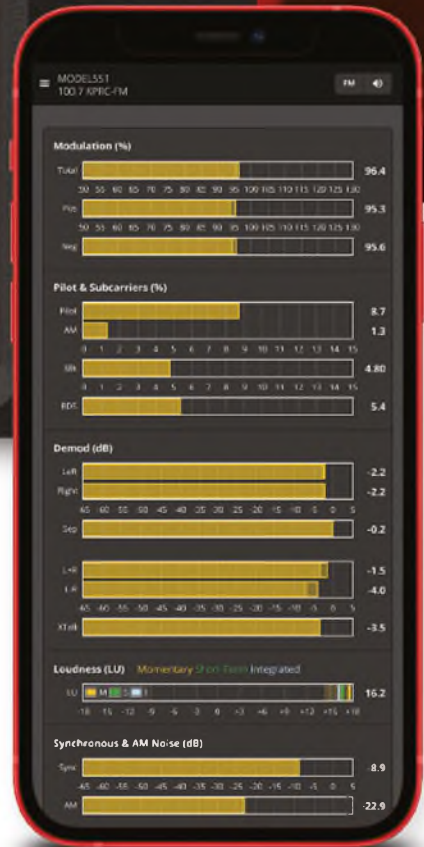 MODEL551
100.7 KPRC-FM
FM
Modulation (%)
Total 96.4
50 55 60 65 70 75 80 85 90 95 100 105 110 115 120 125 130
Pos 95.3
50 55 60 65 70 75 80 85 90 95 100 105 110 115 120 125 130
Neg 95.6
Pilot & Subcarriers (%)
Pilot 8.7
AM 1.3
0 1 2 3 4 5 6 7 8 9 10 11 12 13 14 15
4.80
0 1 2 3 4 5 6 7 8 9 10 11 12 13 14 15
RDS 5.4
Demod (dB)
Left -2.2
Right -2.2
-65 -60 -55 -50 -45 -40 -35 -30 -25 -20 -15 -10 -5 0 5
Sep -0.2
L+R -1.5
L-R -4.0
-65 -60 -55 -50 -45 -40 -35 -30 -25 -20 -15 -10 -5 0 5
XTalk -3.5
Loudness (LU) Momentary Short-Term Integrated
LU M S I 16.2
-18 -15 -12 -9 -6 -3 0 +3 +6 +9 +12 +15 +18
Synchronous & AM Noise (dB)
Sync -8.9
-65 -60 -55 -50 -45 -40 -35 -30 -25 -20 -15 -10 -5 0 5
AM -22.9